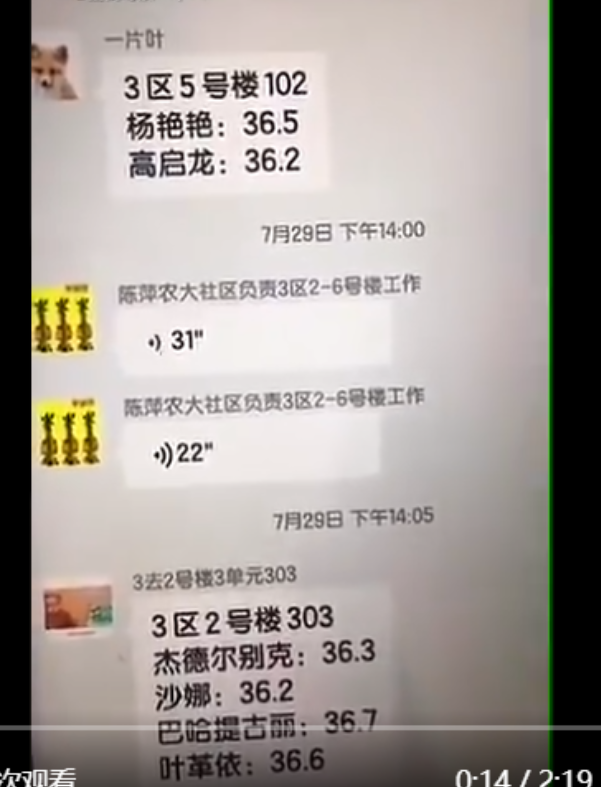 一片叶
3区5号楼102
杨艳艳：36.5
高启龙：36.2
7月29日 下午14:00
陈萍农大社区负责3区2-6号楼工作
31"
陈萍农大社区负责3区2-6号楼工作
22"
7月29日 下午14:05
3去2号楼3单元303
3区2号楼303
杰德尔别克：36.3
沙娜：36.2
巴哈提古丽：36.7
叶革依：36.6
次观看
0:14 / 2:19